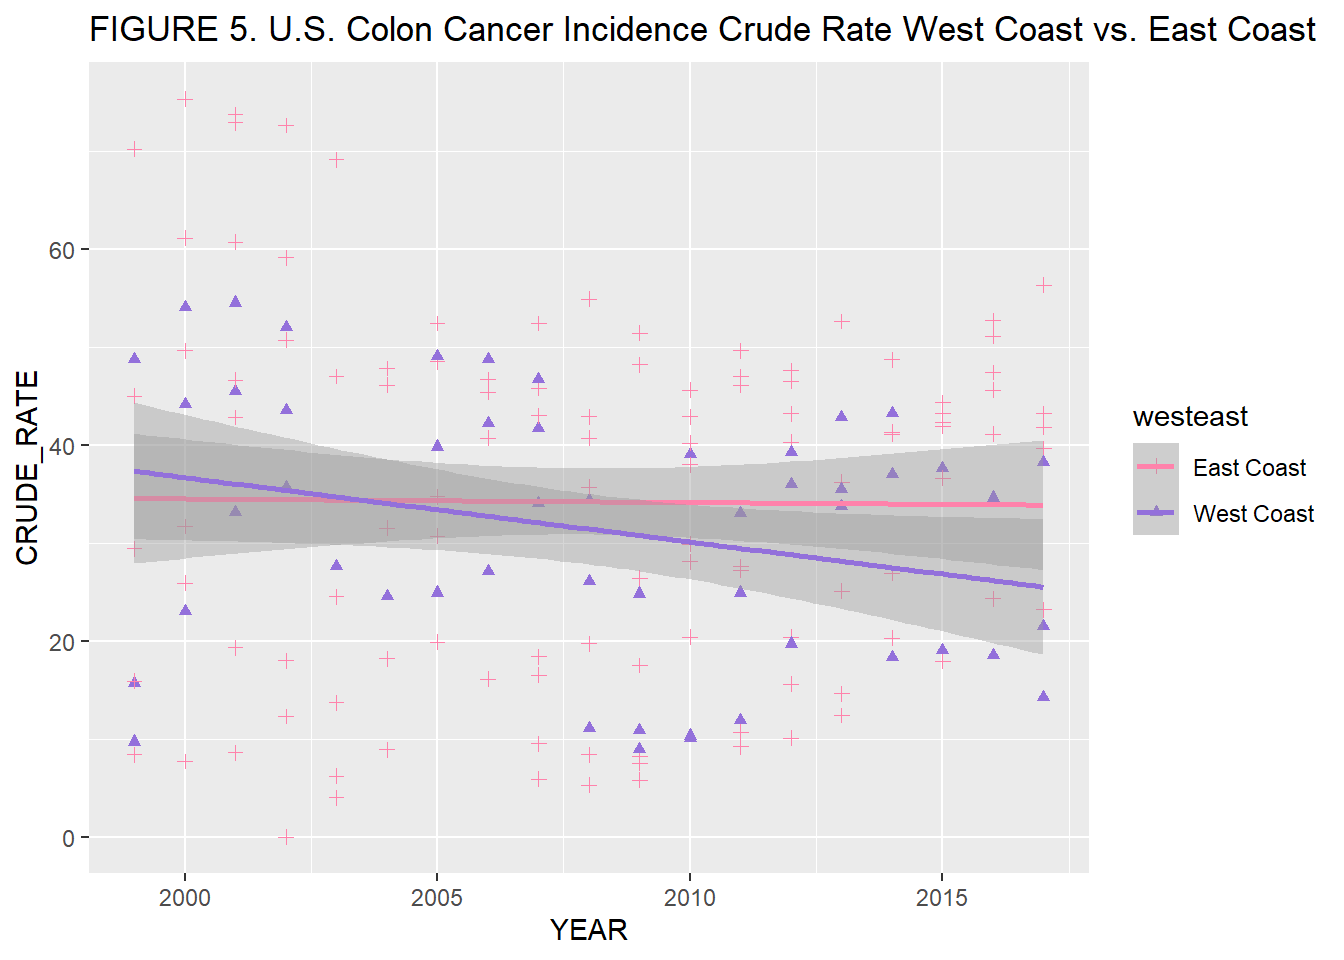 FIGURE 5. U.S. Colon Cancer Incidence Crude Rate West Coast vs. East Coast
CRUDE_RATE
60
40
20
0
2000 2005 2010 2015
YEAR
westeast
East Coast
West Coast